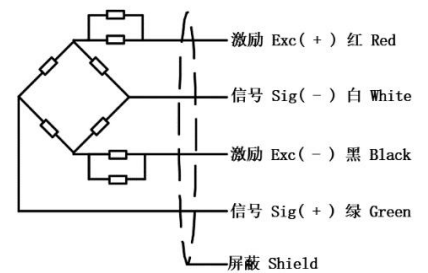 激励 Exc( + ) 红 Red
信号 Sig( - ) 白 White
激励 Exc( - ) 黑 Black
信号 Sig( + ) 绿 Green
屏蔽 Shield